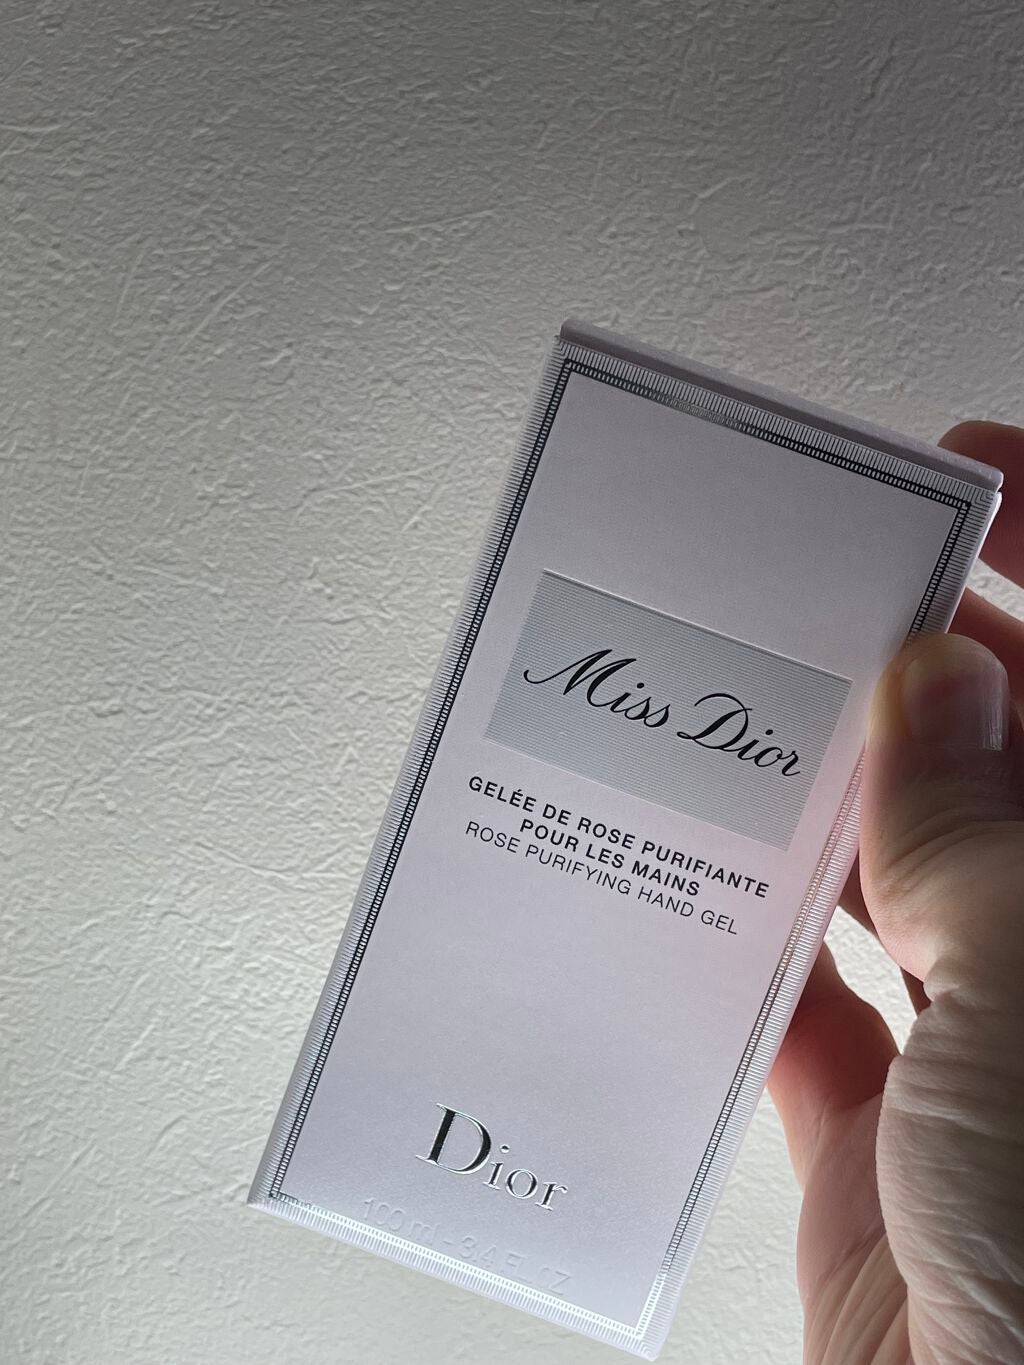 Miss Dior
GELÉE DE ROSE PURIFIANTE
POUR LES MAINS
ROSE PURIFYING HAND GEL
Dior
100 ml - 3.4 FL. OZ